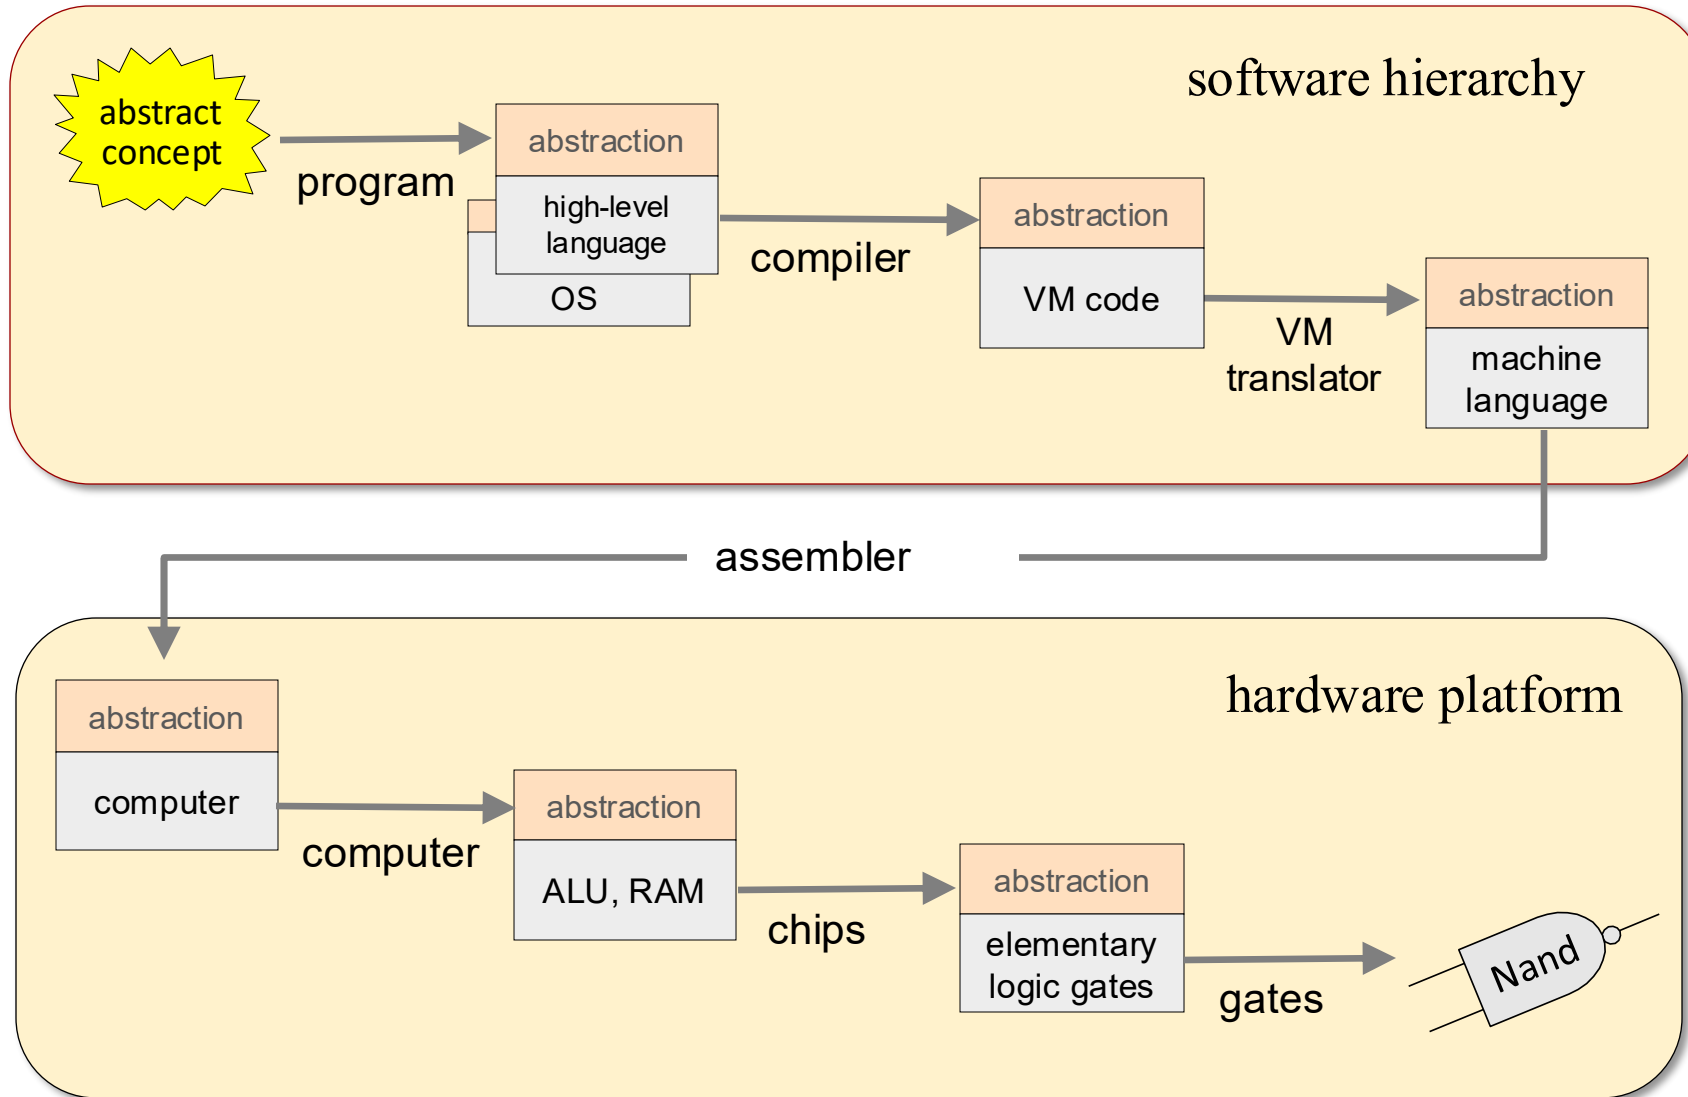 software hierarchy
abstract
concept
program
abstraction
high-level
language
OS
compiler
abstraction
VM code
VM
translator
abstraction
machine
language
assembler
hardware platform
abstraction
computer
computer
abstraction
ALU, RAM
chips
abstraction
elementary
logic gates
gates
Nand